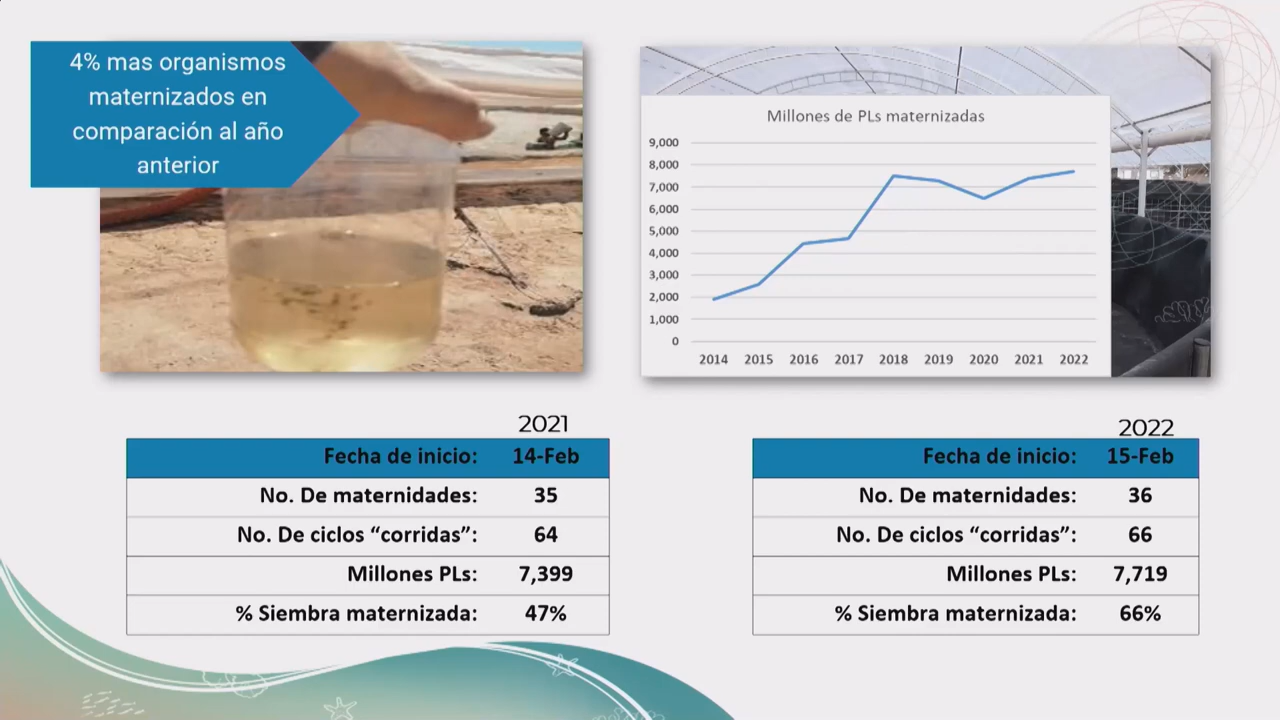 4% mas organismos
maternizados en
comparación al año
anterior
Millones de PLs maternizadas
9,000
8,000
7,000
6,000
5,000
4,000
3,000
2,000
1,000
0
2014 2015 2016 2017 2018 2019 2020 2021 2022
2021
Fecha de inicio: 14-Feb
No. De maternidades: 35
No. De ciclos “corridas”: 64
Millones PLs: 7,399
% Siembra maternizada: 47%
2022
Fecha de inicio: 15-Feb
No. De maternidades: 36
No. De ciclos “corridas”: 66
Millones PLs: 7,719
% Siembra maternizada: 66%